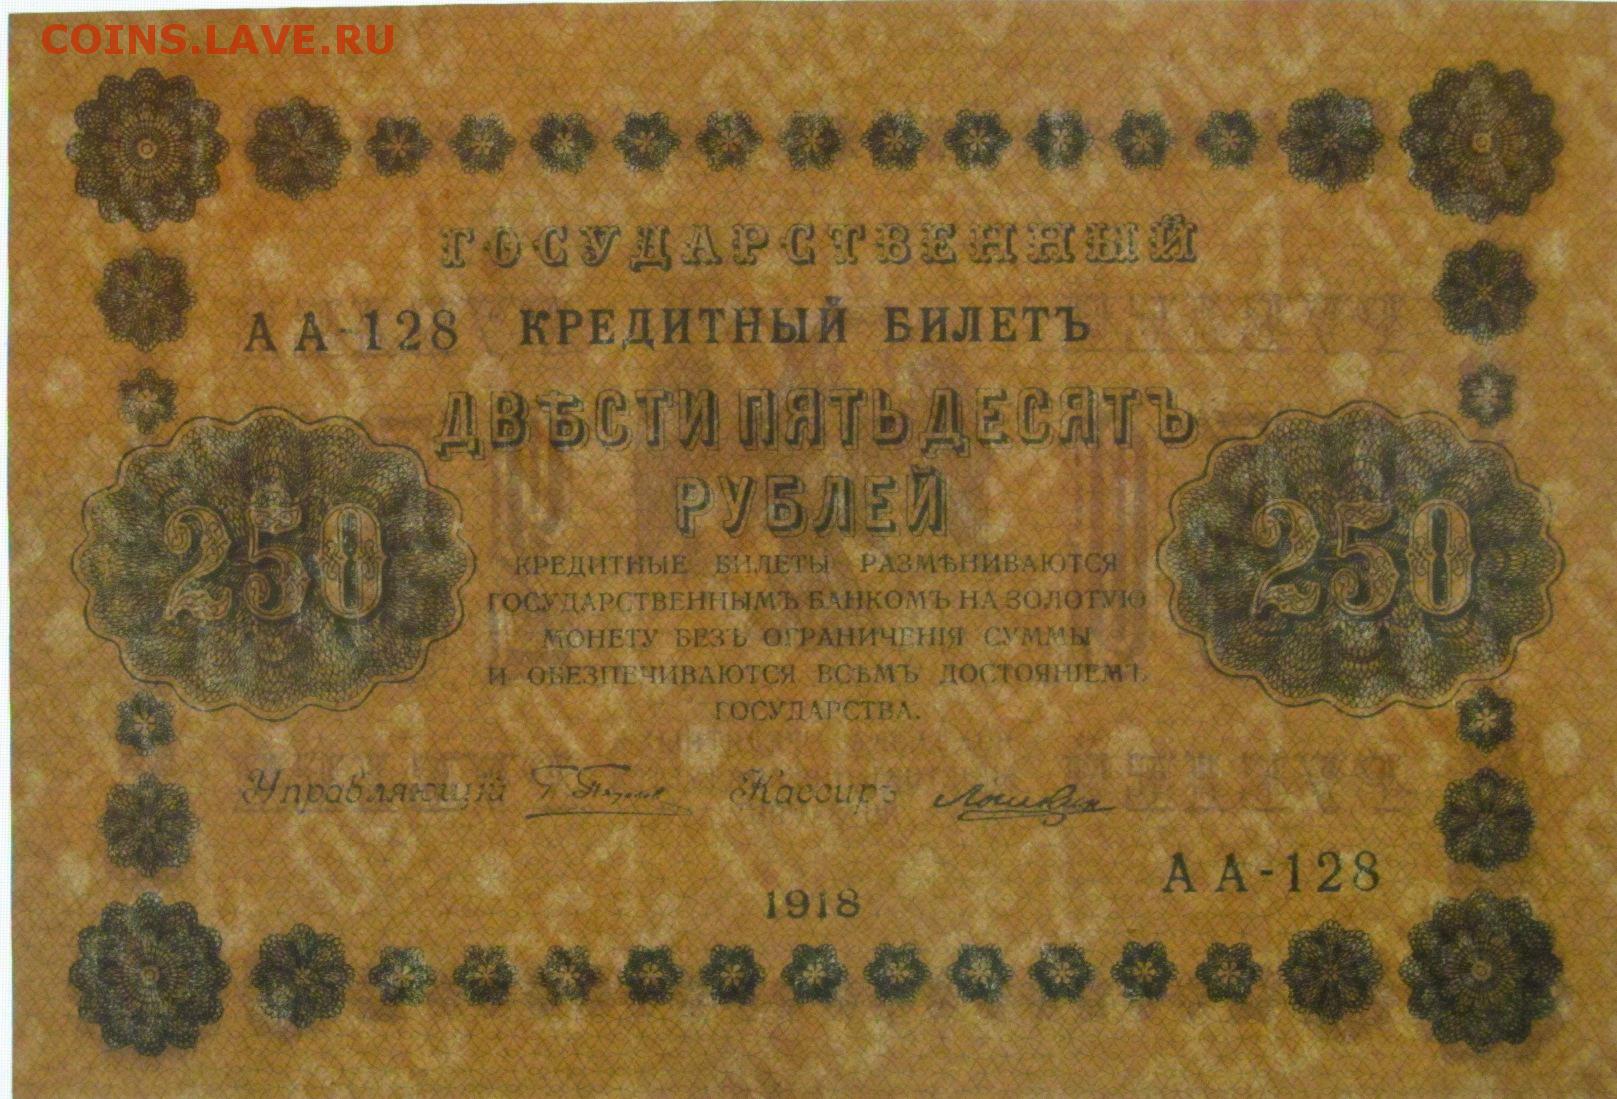 COINS.LAVE.RU
ГОСУДАРСТВЕННЫЙ
АА-128 КРЕДИТНЫЙ БИЛЕТЪ
ДВѢСТИ ПЯТЬДЕСЯТЪ
РУБЛЕЙ
250 250
КРЕДИТНЫЕ БИЛЕТЫ РАЗМѢНИВАЮТСЯ
ГОСУДАРСТВЕННЫМЪ БАНКОМЪ НА ЗОЛОТУЮ
МОНЕТУ БЕЗЪ ОГРАНИЧЕНІЯ СУММЫ
И ОБЕЗПЕЧИВАЮТСЯ ВСѢМЪ ДОСТОЯНІЕМЪ
ГОСУДАРСТВА.
Управляющій Кассиръ
АА-128
1918